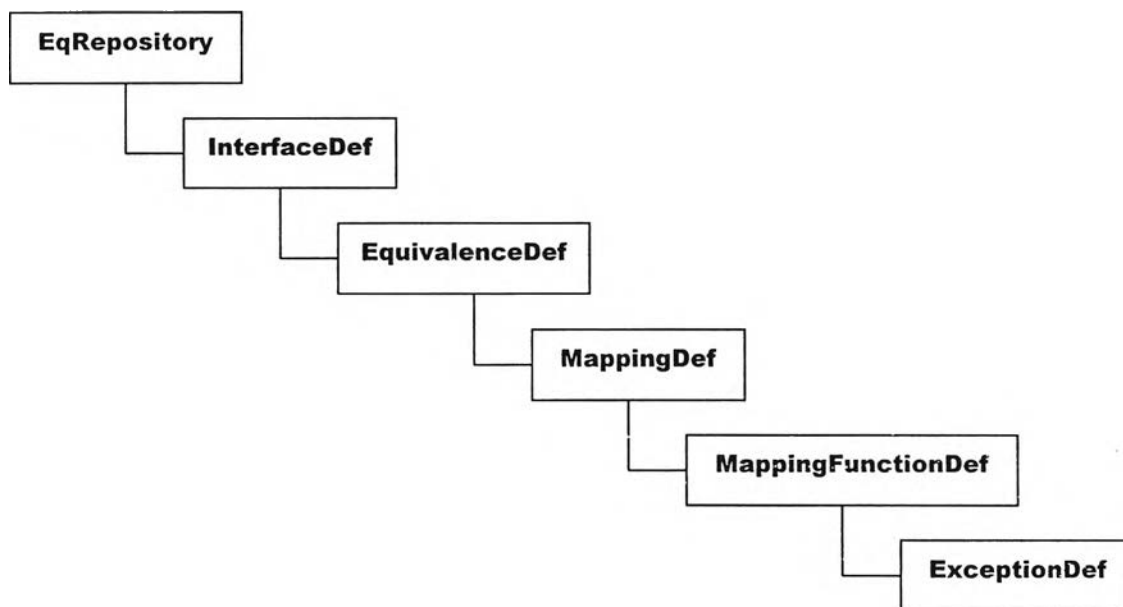 EqRepository
InterfaceDef
EquivalenceDef
MappingDef
MappingFunctionDef
ExceptionDef